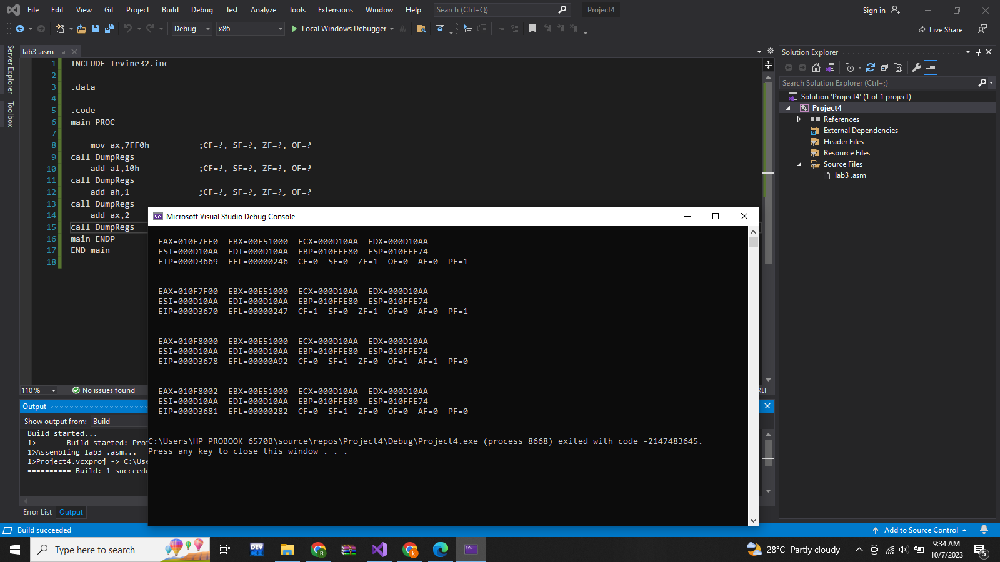 File Edit View Git Project Build Debug Test Analyze Tools Extensions Window Help Search (Ctrl+Q) Project4 Sign in
Debug x86 Local Windows Debugger Live Share
Server Explorer
Toolbox
lab3 .asm
1 INCLUDE Irvine32.inc
2
3 .data
4
5 .code
6 main PROC
7
8 mov ax,7FF0h ;CF=?, SF=?, ZF=?, OF=?
9 call DumpRegs
10 add al,10h ;CF=?, SF=?, ZF=?, OF=?
11 call DumpRegs
12 add ah,1 ;CF=?, SF=?, ZF=?, OF=?
13 call DumpRegs
14 add ax,2
15 call DumpRegs
16 main ENDP
17 END main
18
110 % No issues found RLF
Microsoft Visual Studio Debug Console
EAX=010F7FF0 EBX=00E51000 ECX=000D10AA EDX=000D10AA
ESI=000D10AA EDI=000D10AA EBP=010FFE80 ESP=010FFE74
EIP=000D3669 EFL=00000246 CF=0 SF=0 ZF=1 OF=0 AF=0 PF=1
EAX=010F7F00 EBX=00E51000 ECX=000D10AA EDX=000D10AA
ESI=000D10AA EDI=000D10AA EBP=010FFE80 ESP=010FFE74
EIP=000D3670 EFL=00000247 CF=1 SF=0 ZF=1 OF=0 AF=0 PF=1
EAX=010F8000 EBX=00E51000 ECX=000D10AA EDX=000D10AA
ESI=000D10AA EDI=000D10AA EBP=010FFE80 ESP=010FFE74
EIP=000D3678 EFL=00000A92 CF=0 SF=1 ZF=0 OF=1 AF=1 PF=0
EAX=010F8002 EBX=00E51000 ECX=000D10AA EDX=000D10AA
ESI=000D10AA EDI=000D10AA EBP=010FFE80 ESP=010FFE74
EIP=000D3681 EFL=00000282 CF=0 SF=1 ZF=0 OF=0 AF=0 PF=0
C:\Users\HP PROBOOK 6570B\source\repos\Project4\Debug\Project4.exe (process 8668) exited with code -2147483645.
Press any key to close this window . . .
Output
Show output from: Build
Build started...
1>------ Build started: Proj
1>Assembling lab3 .asm...
1>Project4.vcxproj -> C:\Use
========== Build: 1 succeede
Error List Output
Solution Explorer
Search Solution Explorer (Ctrl+;)
Solution 'Project4' (1 of 1 project)
Project4
References
External Dependencies
Header Files
Resource Files
Source Files
lab3 .asm
Build succeeded Add to Source Control
Type here to search DEV R k 28°C Partly cloudy 9:34 AM
10/7/2023 5